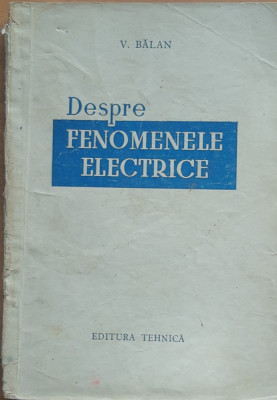 V. BĂLAN
Despre
FENOMENELE
ELECTRICE
EDITURA TEHNICĂ